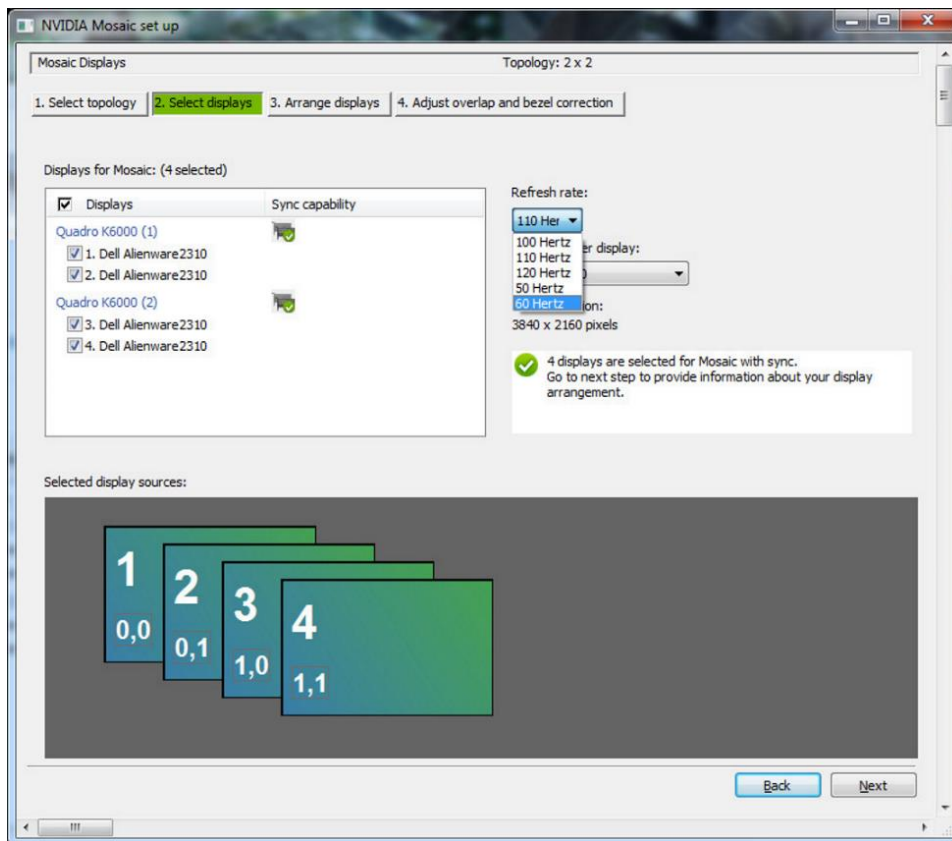 NVIDIA Mosaic set up
Mosaic Displays Topology: 2 x 2
1. Select topology 2. Select displays 3. Arrange displays 4. Adjust overlap and bezel correction
Displays for Mosaic: (4 selected)
Displays Sync capability
Quadro K6000 (1)
1. Dell Alienware2310
2. Dell Alienware2310
Quadro K6000 (2)
3. Dell Alienware2310
4. Dell Alienware2310
Refresh rate:
110 Her
100 Hertz
110 Hertz
120 Hertz
50 Hertz
60 Hertz
display:
3840 x 2160 pixels
4 displays are selected for Mosaic with sync.
Go to next step to provide information about your display
arrangement.
Selected display sources:
1
0,0
2
0,1
3
1,0
4
1,1
Back Next